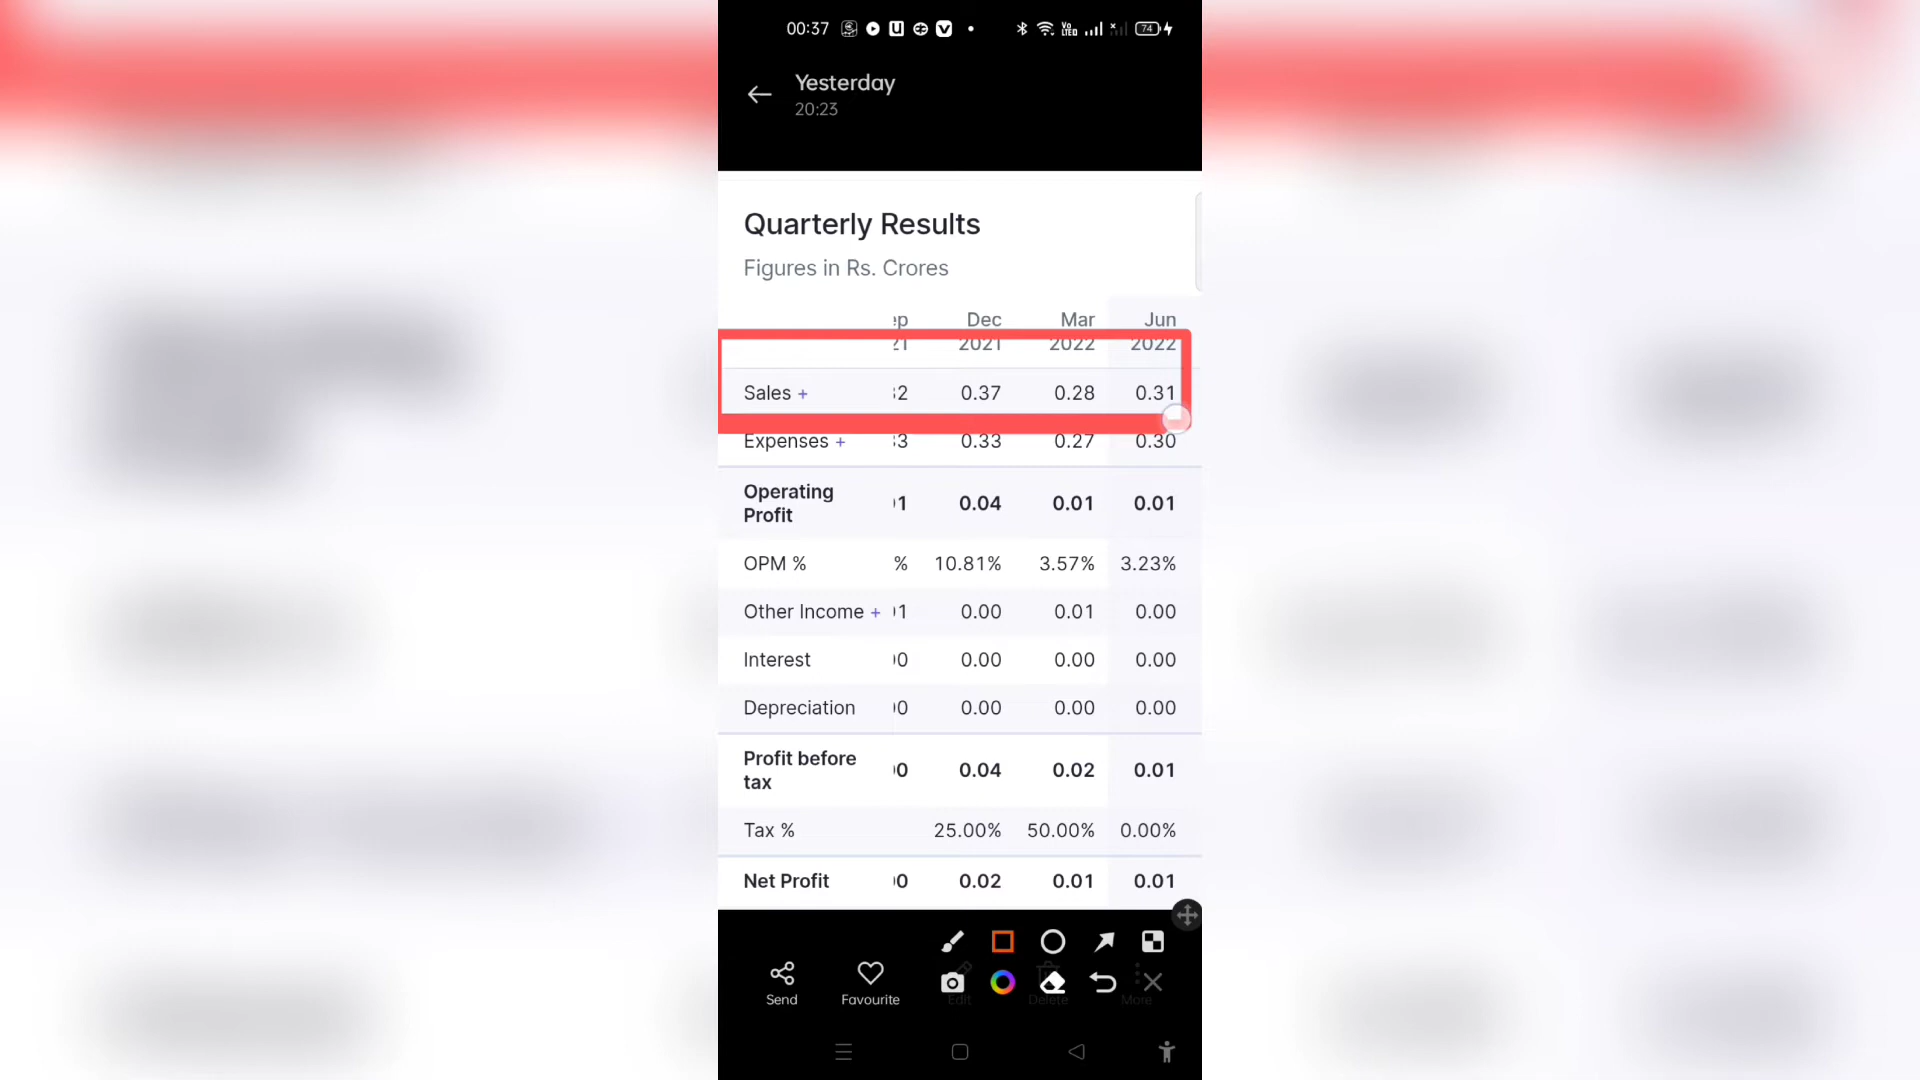 00:37
74
Yesterday
20:23
Quarterly Results
Figures in Rs. Crores
Dec Mar Jun
2021 2022 2022
Sales + 0.37 0.28 0.31
Expenses + 0.33 0.27 0.30
Operating
Profit 0.04 0.01 0.01
OPM % % 10.81% 3.57% 3.23%
Other Income + 0.00 0.01 0.00
Interest 0.00 0.00 0.00
Depreciation 0.00 0.00 0.00
Profit before
tax 0.04 0.02 0.01
Tax % 25.00% 50.00% 0.00%
Net Profit 0.02 0.01 0.01
Send Favourite Edit Delete More